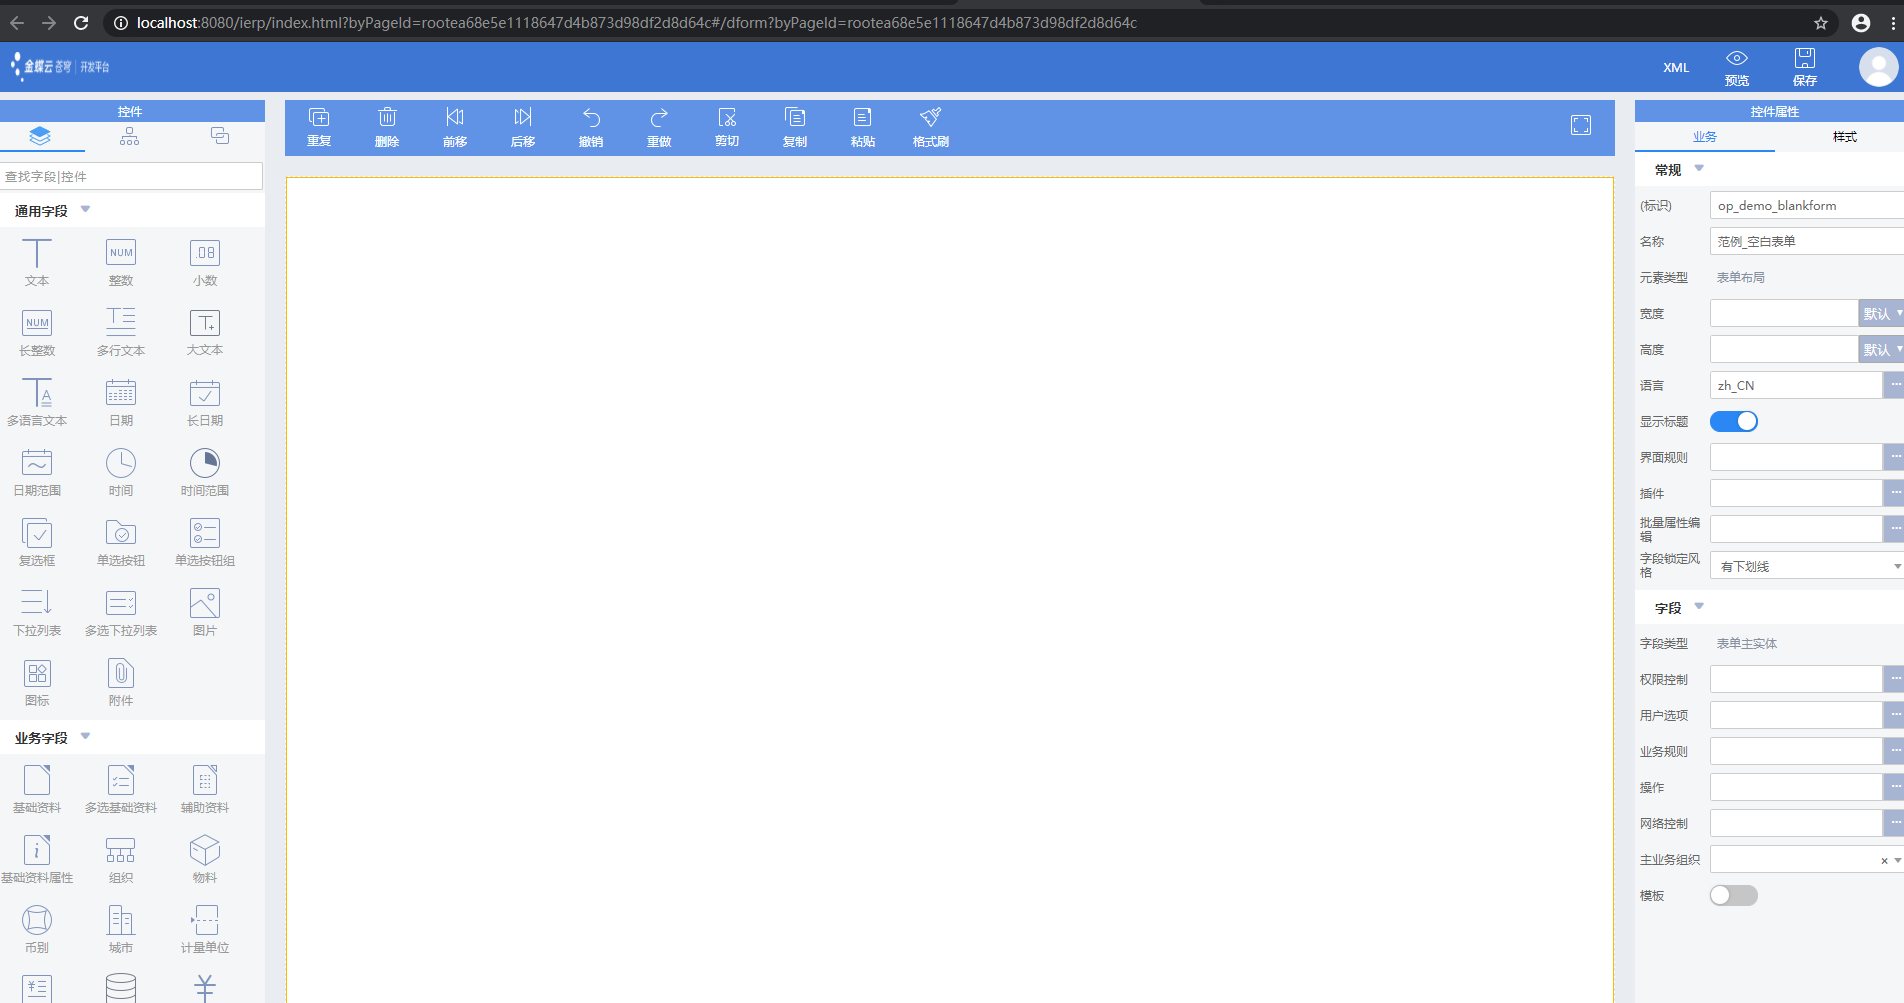 localhost:8080/ierp/index.html?byPageId=rootea68e5e1118647d4b873d98df2d8d64c#/dform?byPageId=rootea68e5e1118647d4b873d98df2d8d64c
金蝶云 苍穹 | 开发平台
XML
预览
保存
控件
查找字段|控件
通用字段
文本
整数
NUM
小数
.08
长整数
NUM
多行文本
大文本
多语言文本
日期
长日期
日期范围
时间
时间范围
复选框
单选按钮
单选按钮组
下拉列表
多选下拉列表
图片
图标
附件
业务字段
基础资料
多选基础资料
辅助资料
基础资料属性
组织
物料
币别
城市
计量单位
重复
删除
前移
后移
撤销
重做
剪切
复制
粘贴
格式刷
控件属性
业务
样式
常规
(标识)
op_demo_blankform
名称
范例_空白表单
元素类型
表单布局
宽度
默认
高度
默认
语言
zh_CN
显示标题
界面规则
插件
批量属性编
辑
字段锁定风
格
有下划线
字段
字段类型
表单主实体
权限控制
用户选项
业务规则
操作
网络控制
主业务组织
模板